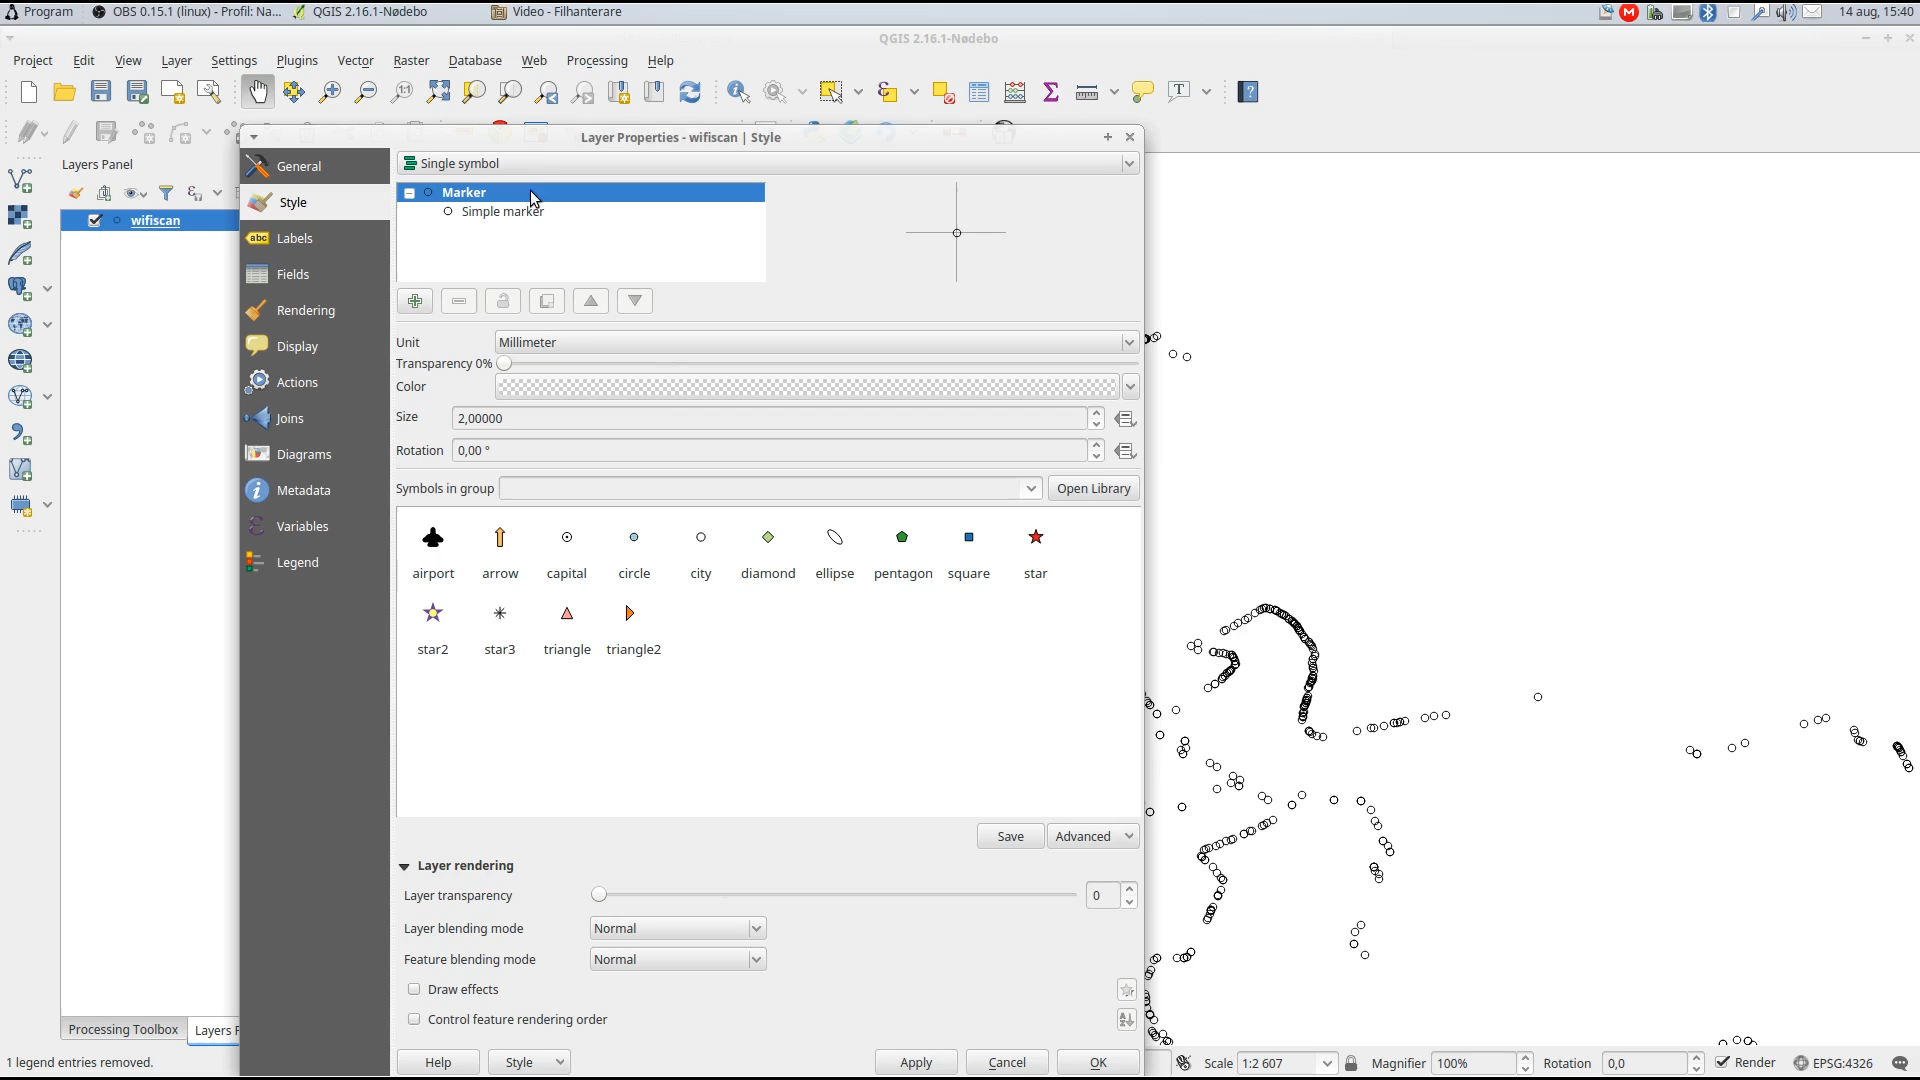 Program OBS 0.15.1 (linux) - Profil: Na... QGIS 2.16.1-Nødebo Video - Filhanterare 14 aug, 15:40
QGIS 2.16.1-Nødebo
Project Edit View Layer Settings Plugins Vector Raster Database Web Processing Help
Layer Properties - wifiscan | Style
Layers Panel
wifiscan
General
Style
Labels
Fields
Rendering
Display
Actions
Joins
Diagrams
Metadata
Variables
Legend
Single symbol
Marker
Simple marker
Unit Millimeter
Transparency 0%
Color
Size 2,00000
Rotation 0,00 °
Symbols in group Open Library
airport arrow capital circle city diamond ellipse pentagon square star
star2 star3 triangle triangle2
Save Advanced
Layer rendering
Layer transparency 0
Layer blending mode Normal
Feature blending mode Normal
Draw effects
Control feature rendering order
Help Style Apply Cancel OK
Processing Toolbox Layers P
1 legend entries removed.
Scale 1:2 607 Magnifier 100% Rotation 0,0 Render EPSG:4326